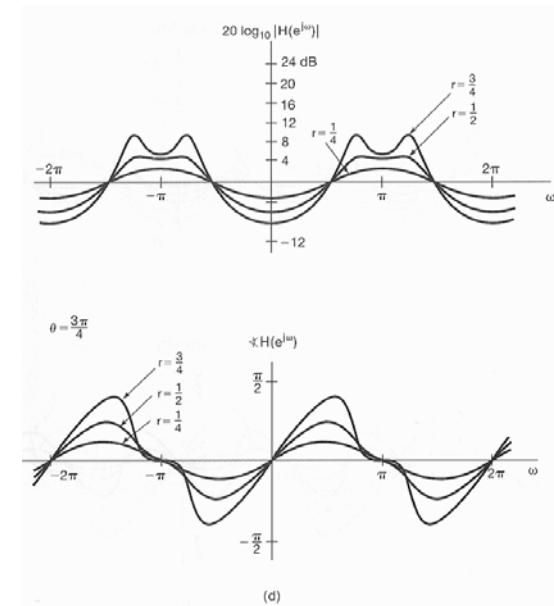 20 log₁₀ |H(e^jω)|
24 dB
20
16
12
8
4
r = 3/4
r = 1/2
r = 1/4
−2π
−π
π
2π
ω
−12
θ = 3π/4
∢H(e^jω)
π/2
r = 3/4
r = 1/2
r = 1/4
−2π
−π
π
2π
ω
−π/2
(d)